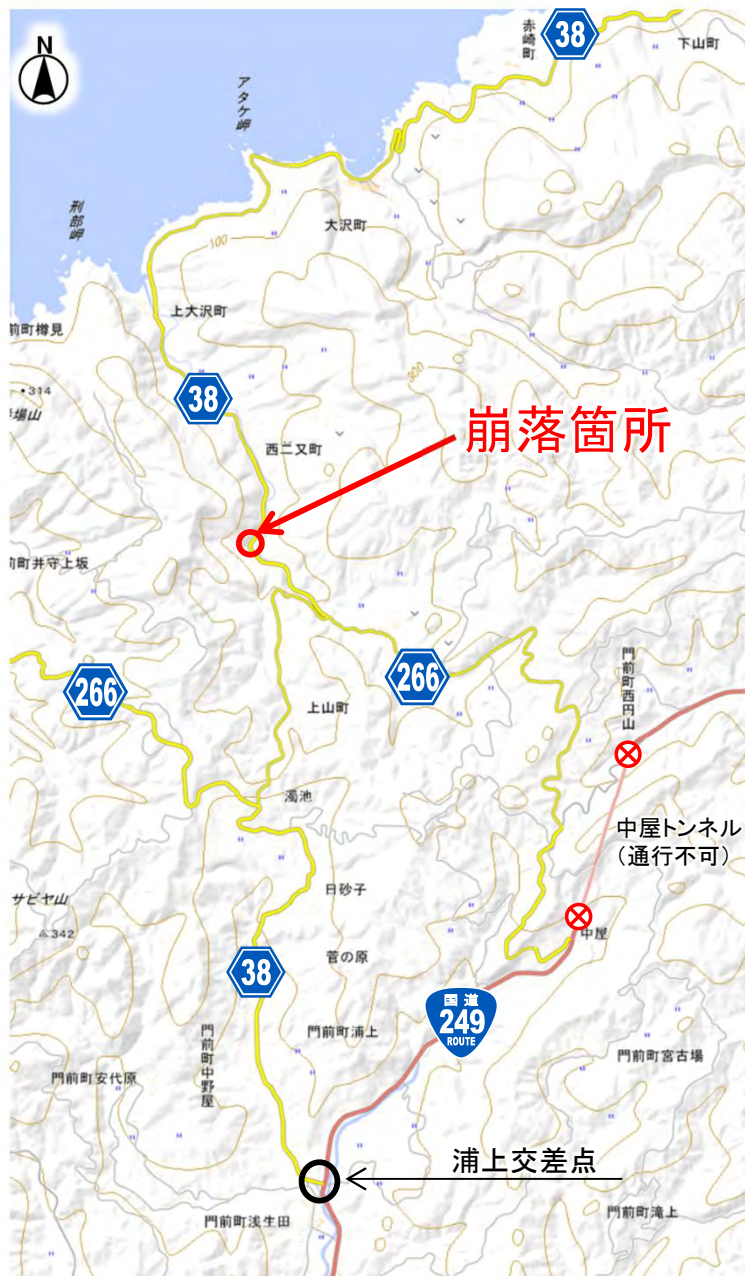 N
アタケ岬
赤崎町
38
下山町
刑部岬
大沢町
100
上大沢町
前町樽見
・314
場山
38
300
崩落箇所
西二又町
前町井守上坂
266
266
門前町西円山
上山町
濁池
中屋トンネル
(通行不可)
サビヤ山
342
日砂子
中屋
38
菅の原
国道
249
ROUTE
門前町浦上
門前町中野屋
門前町安代原
門前町宮古場
浦上交差点
門前町浅生田
門前町滝上